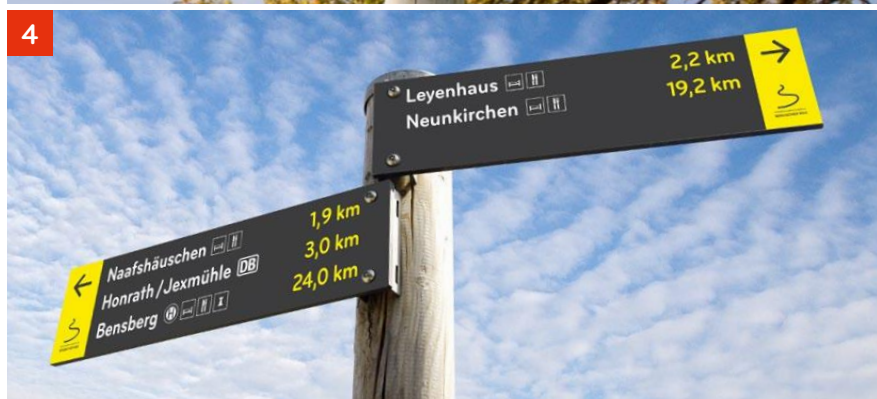 4
Leyenhaus 2,2 km
Neunkirchen 19,2 km
Naafshäuschen 1,9 km
Honrath/Jexmühle DB 3,0 km
Bensberg H 24,0 km